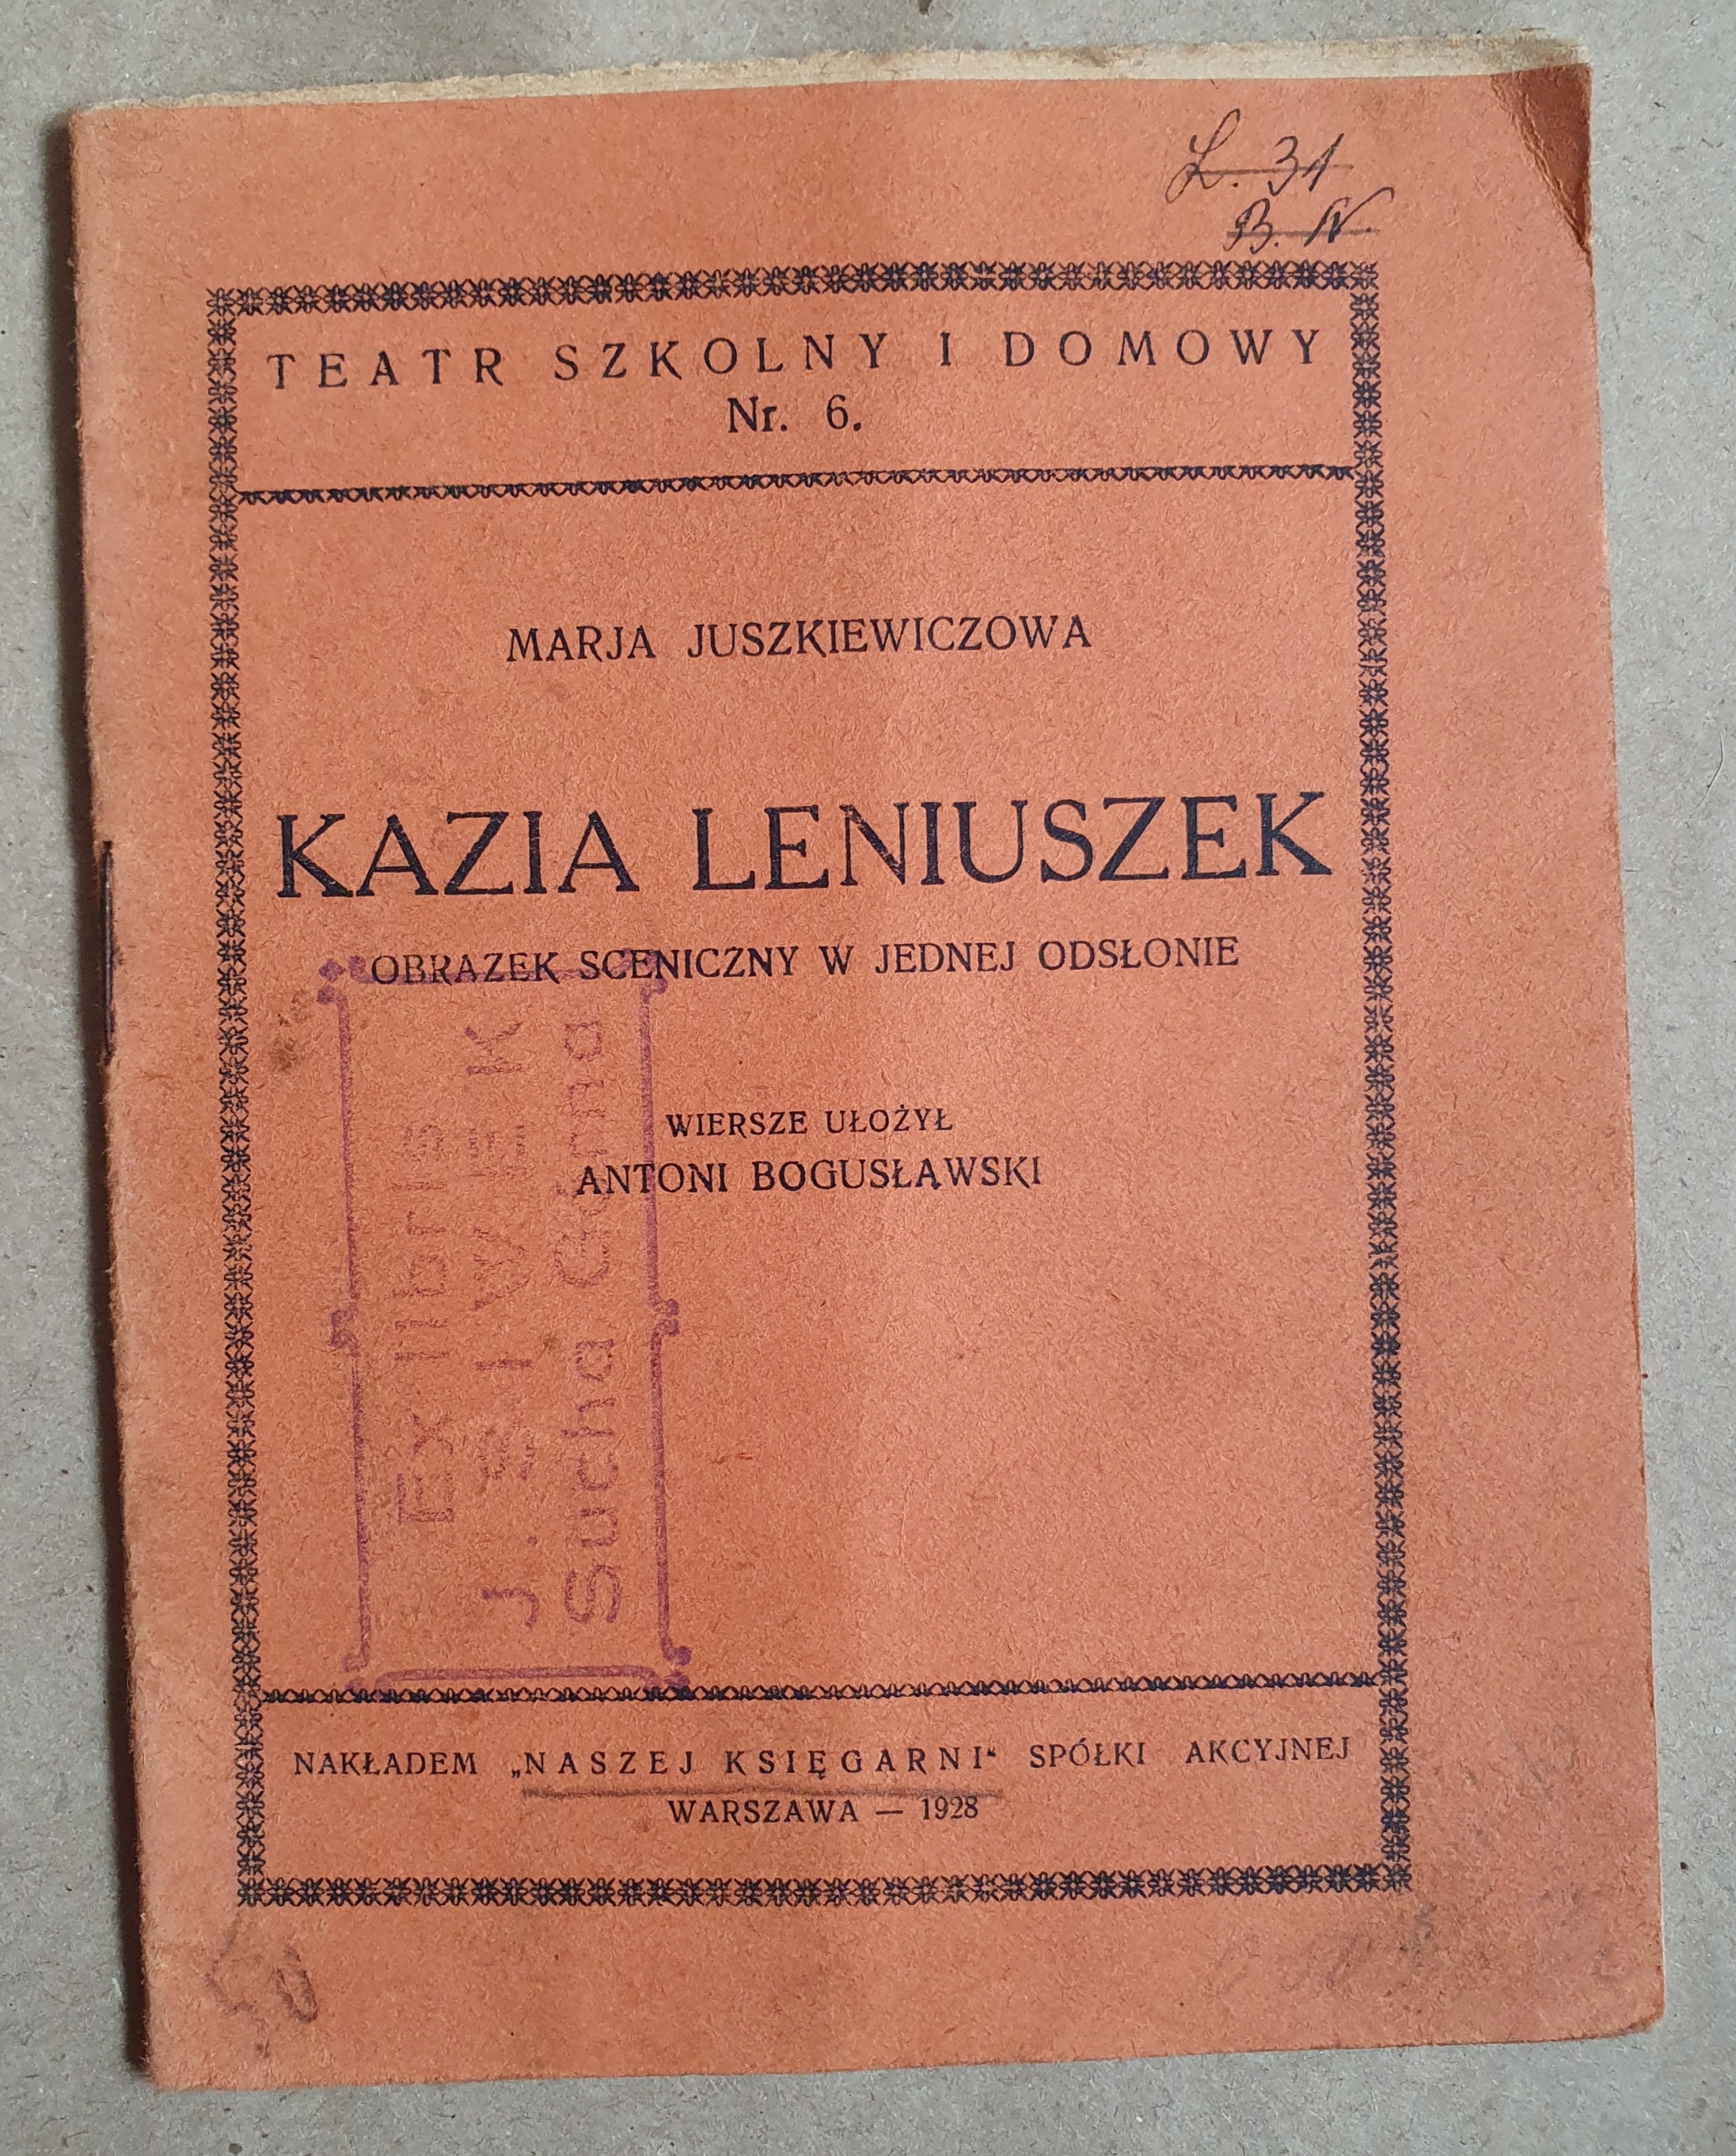 L. 31
B. IV.
TEATR SZKOLNY I DOMOWY
Nr. 6.
MARJA JUSZKIEWICZOWA
KAZIA LENIUSZEK
OBRAZEK SCENICZNY W JEDNEJ ODSŁONIE
WIERSZE UŁOŻYŁ
ANTONI BOGUSŁAWSKI
Ex libris
J.
Sucha Górna
NAKŁADEM „NASZEJ KSIĘGARNI“ SPÓŁKI AKCYJNEJ
WARSZAWA — 1928